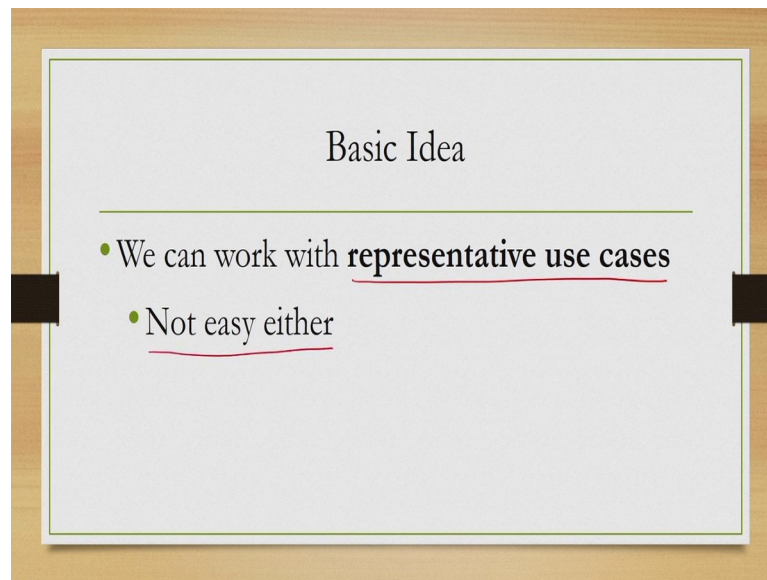 Basic Idea
We can work with representative use cases
Not easy either